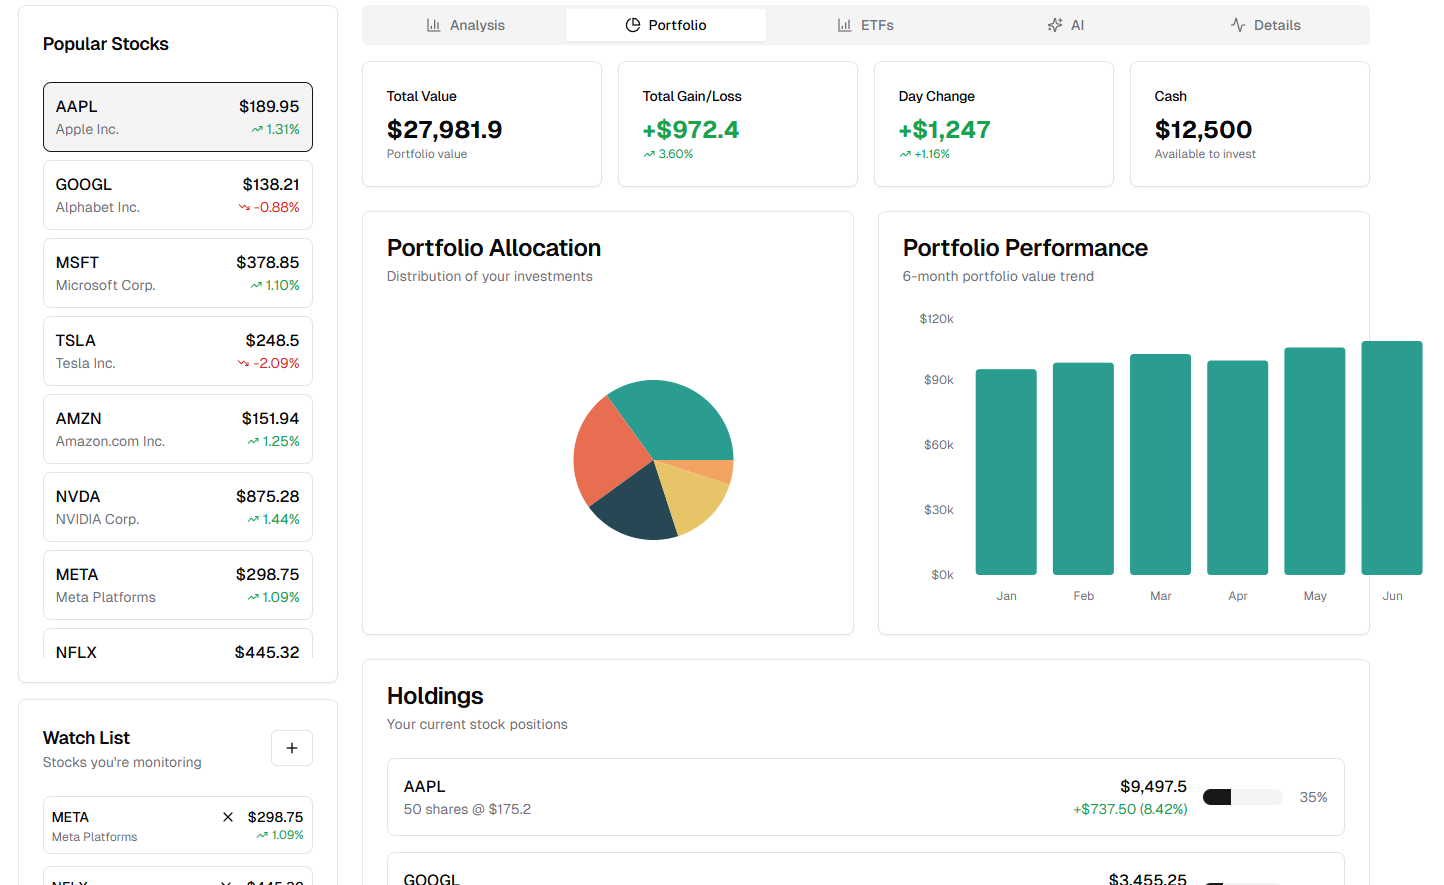 Popular Stocks
AAPL $189.95
Apple Inc. 1.31%
GOOGL $138.21
Alphabet Inc. -0.88%
MSFT $378.85
Microsoft Corp. 1.10%
TSLA $248.5
Tesla Inc. -2.09%
AMZN $151.94
Amazon.com Inc. 1.25%
NVDA $875.28
NVIDIA Corp. 1.44%
META $298.75
Meta Platforms 1.09%
NFLX $445.32
Watch List
Stocks you're monitoring
+
META × $298.75
Meta Platforms 1.09%
NFLX × $445.32
Analysis Portfolio ETFs AI Details
Total Value
$27,981.9
Portfolio value
Total Gain/Loss
+$972.4
3.60%
Day Change
+$1,247
+1.16%
Cash
$12,500
Available to invest
Portfolio Allocation
Distribution of your investments
Portfolio Performance
6-month portfolio value trend
$120k
$90k
$60k
$30k
$0k
Jan Feb Mar Apr May Jun
Holdings
Your current stock positions
AAPL $9,497.5
50 shares @ $175.2 +$737.50 (8.42%) 35%
GOOGL $3,455.25